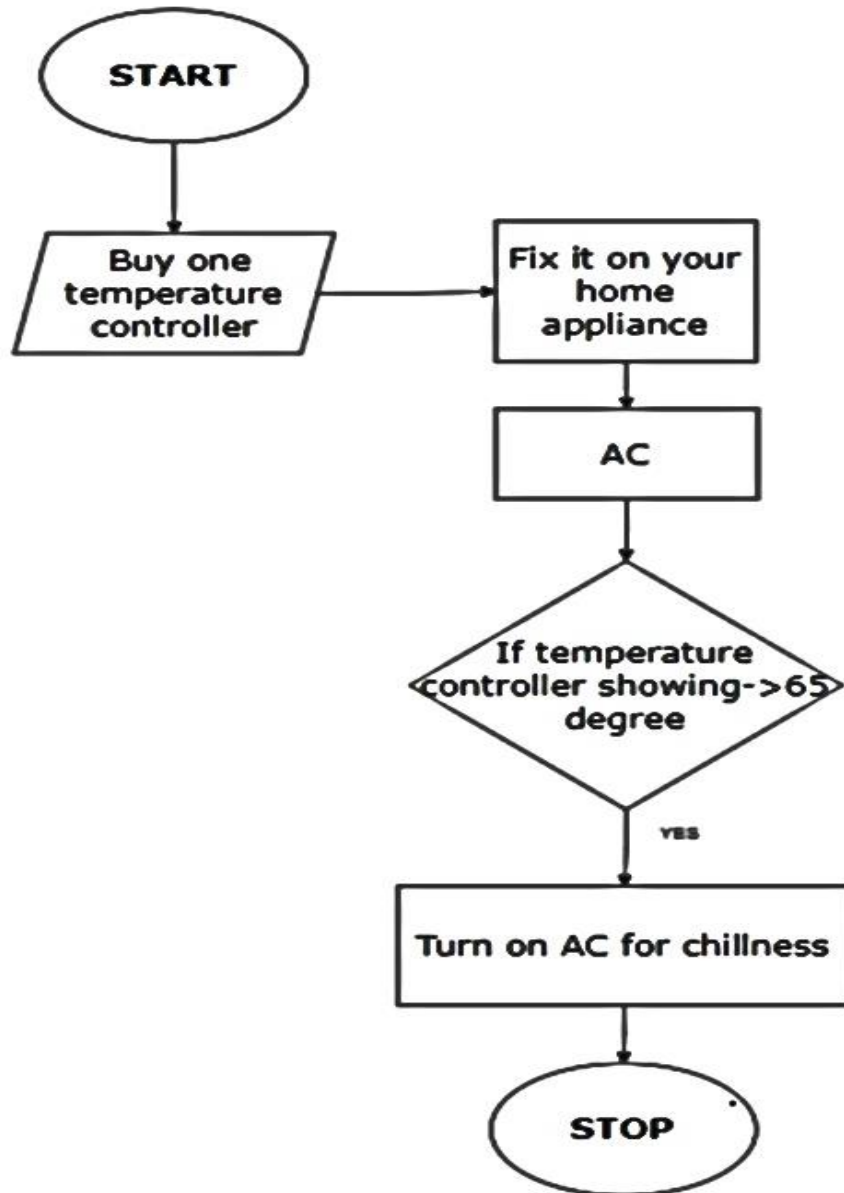 START
Buy one
temperature
controller
Fix it on your
home
appliance
AC
If temperature
controller showing->65
degree
YES
Turn on AC for chillness
STOP